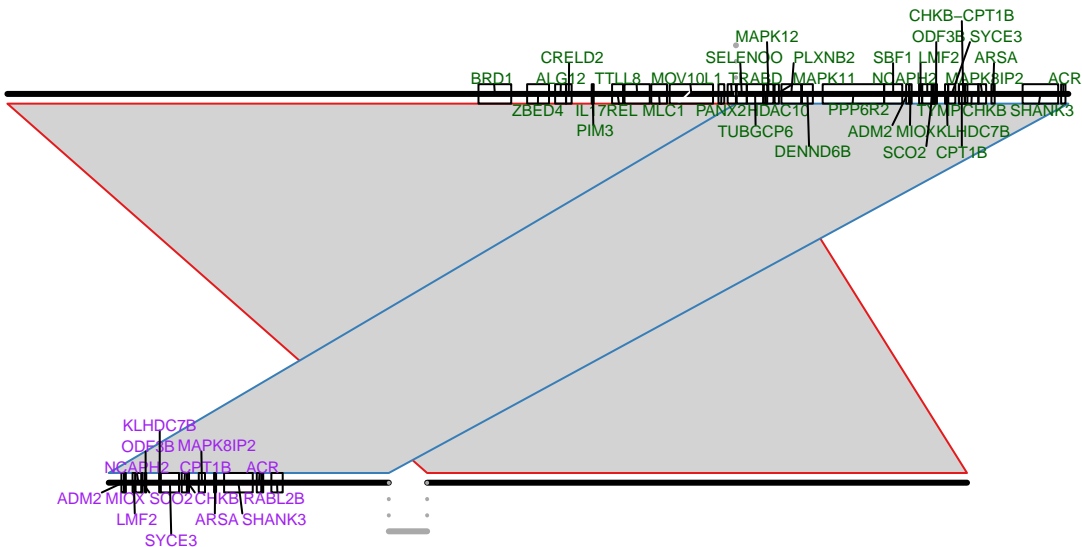 CHKB−CPT1B
MAPK12 ODF3B SYCE3
CRELD2 SELENOO PLXNB2 SBF1 LMF2 ARSA
BRD1 ALG12 TTLL8 MOV10L1 TRABD MAPK11 NCAPH2 MAPK8IP2 ACR
ZBED4 IL17REL MLC1 PANX2 HDAC10 PPP6R2 TYMP CHKB SHANK3
PIM3 TUBGCP6 ADM2 MIOX KLHDC7B
DENND6B SCO2 CPT1B
KLHDC7B
ODF3B MAPK8IP2
NCAPH2 CPT1B ACR
ADM2 MIOX SCO2 CHKB RABL2B
LMF2 ARSA SHANK3
SYCE3